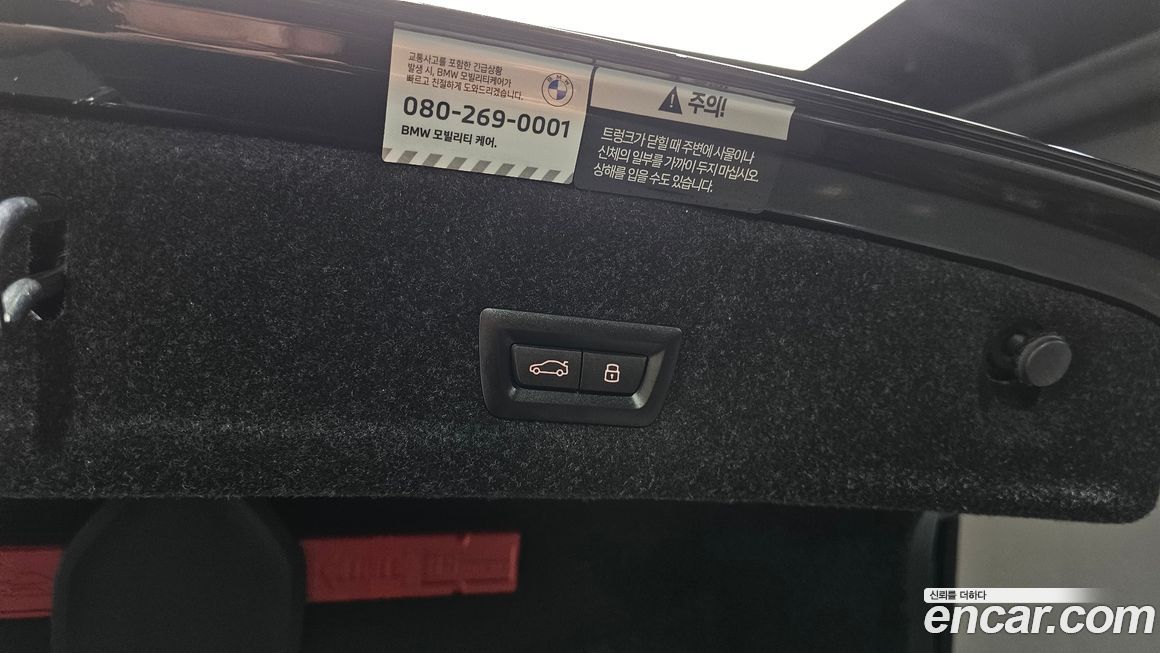 교통사고를 포함한 긴급상황
발생 시, BMW 모빌리티케어가
빠르고 친절하게 도와드리겠습니다.
080-269-0001
BMW 모빌리티 케어.
BMW
주의!
트렁크가 닫힐 때 주변에 사물이나
신체의 일부를 가까이 두지 마십시오.
상해를 입을 수도 있습니다.
신뢰를 더하다
encar.com